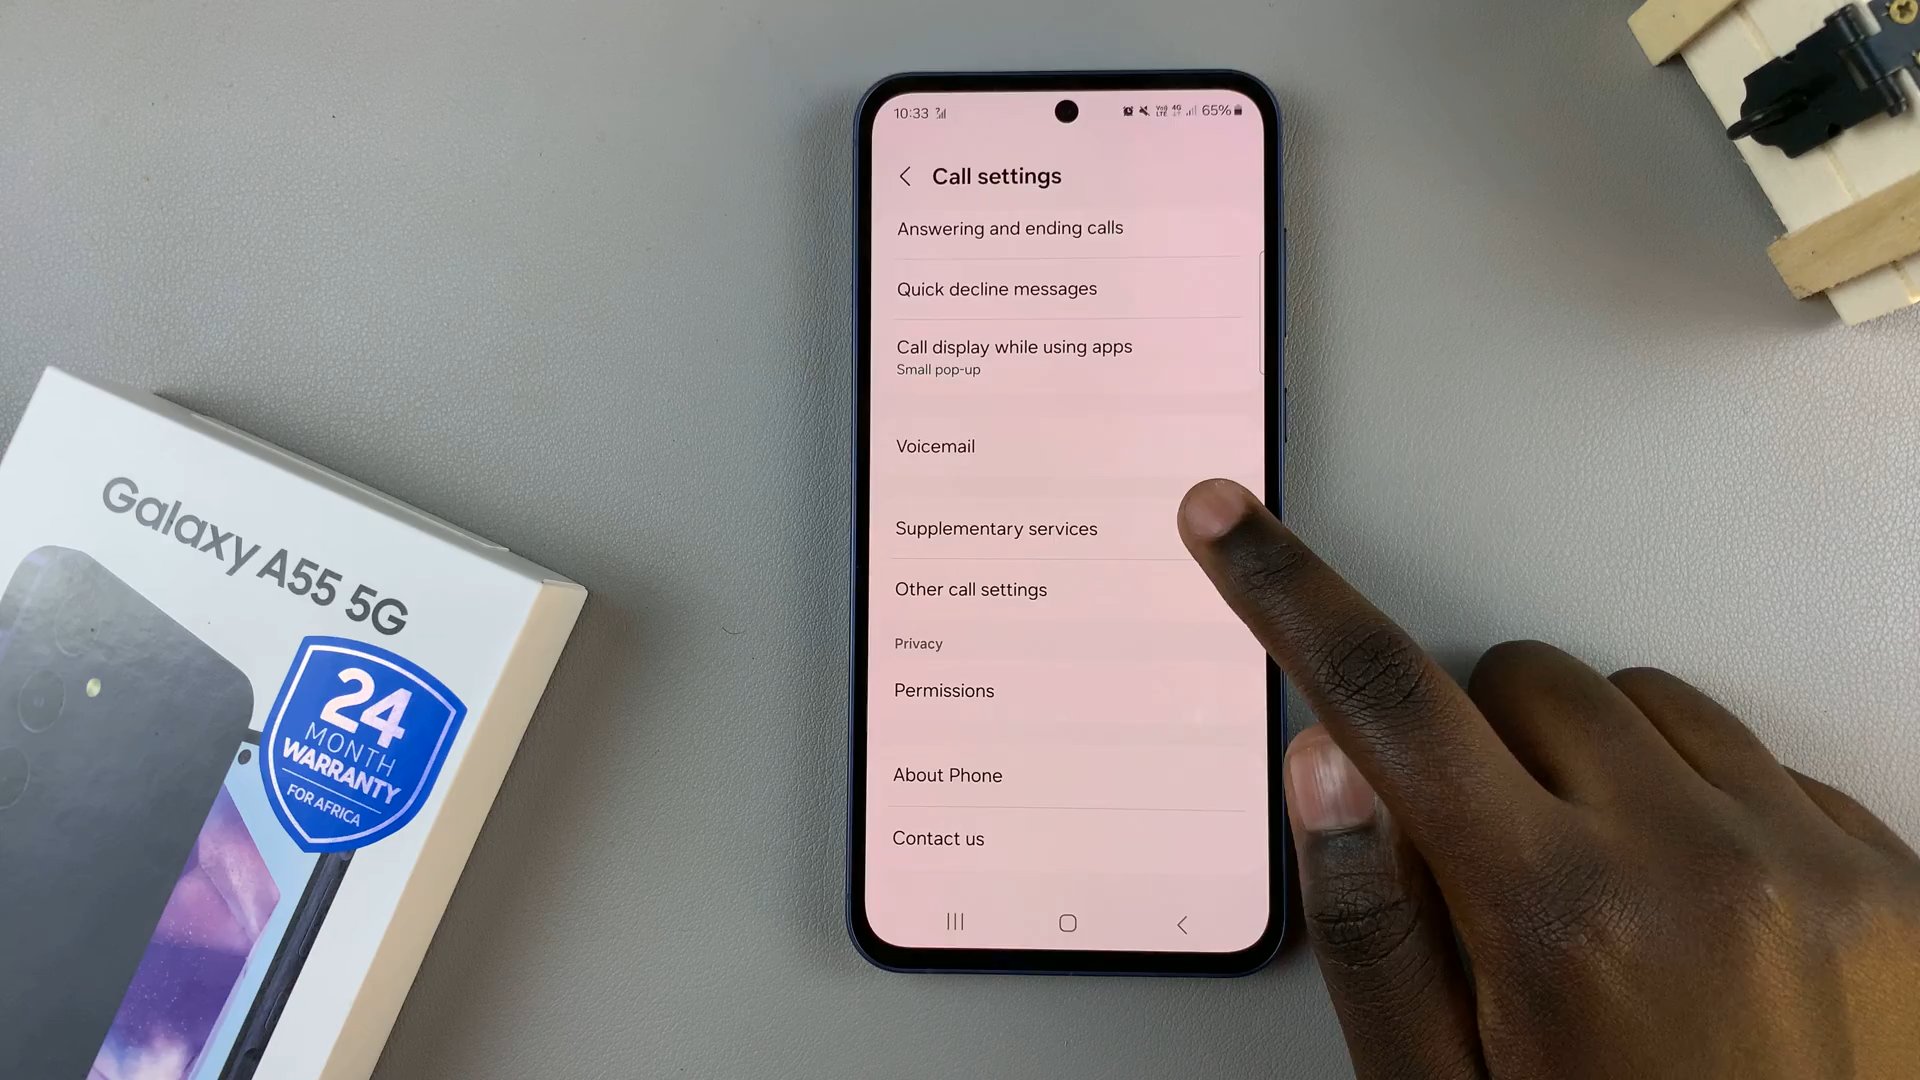 10:33
65%
Call settings
Answering and ending calls
Quick decline messages
Call display while using apps
Small pop-up
Voicemail
Supplementary services
Other call settings
Privacy
Permissions
About Phone
Contact us
Galaxy A55 5G
24
MONTH
WARRANTY
FOR AFRICA